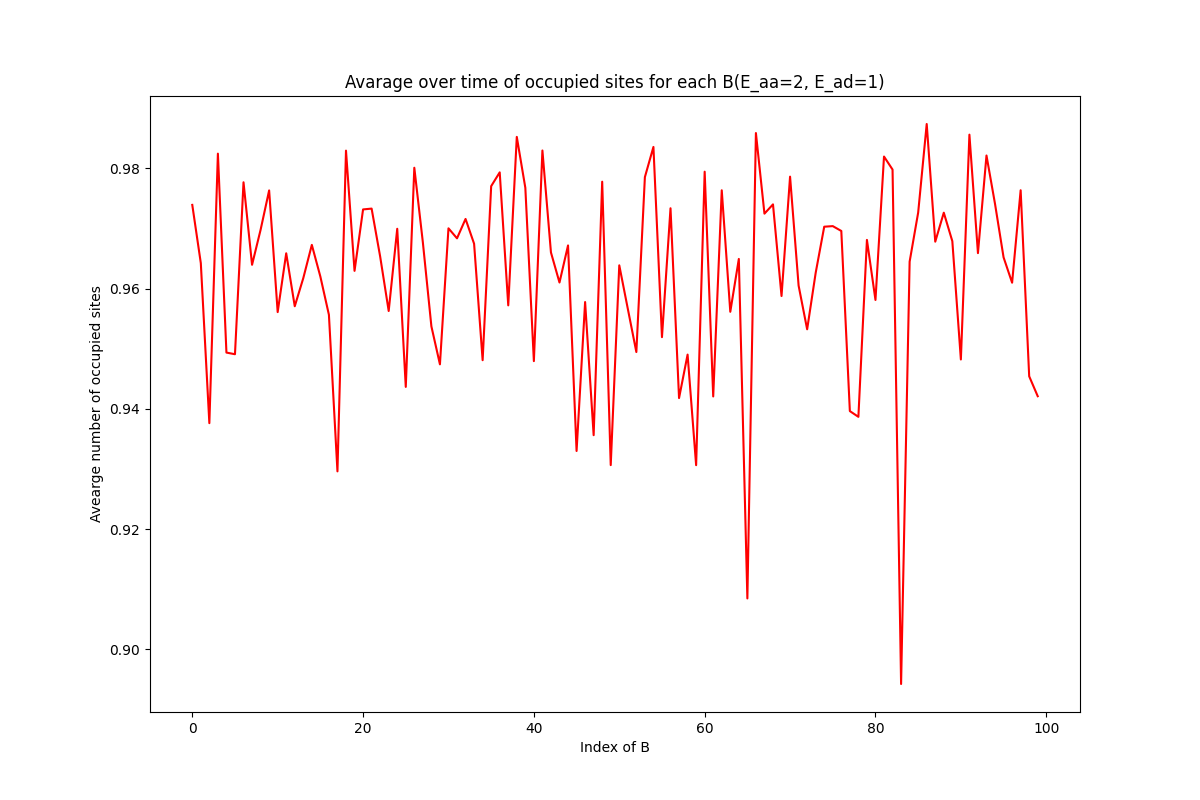 Avarage over time of occupied sites for each B(E_aa=2, E_ad=1)
Avearge number of occupied sites
0.98
0.96
0.94
0.92
0.90
0 20 40 60 80 100
Index of B